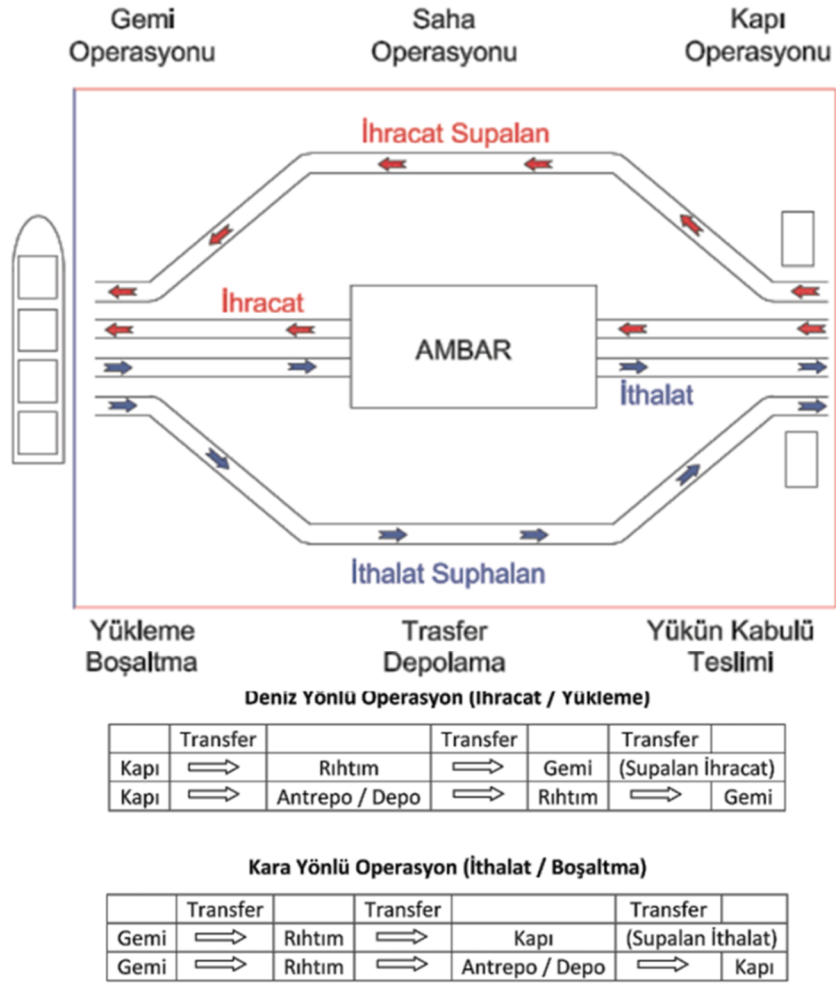 Gemi
Operasyonu
Saha
Operasyonu
Kapı
Operasyonu
İhracat Supalan
İhracat
AMBAR
İthalat
İthalat Suphalan
Yükleme
Boşaltma
Trasfer
Depolama
Yükün Kabulü
Teslimi
Deniz Yönlü Operasyon (İhracat / Yükleme)
Transfer Transfer Transfer
Kapı Rıhtım Gemi (Supalan İhracat)
Kapı Antrepo / Depo Rıhtım Gemi
Kara Yönlü Operasyon (İthalat / Boşaltma)
Transfer Transfer Transfer
Gemi Rıhtım Kapı (Supalan İthalat)
Gemi Rıhtım Antrepo / Depo Kapı